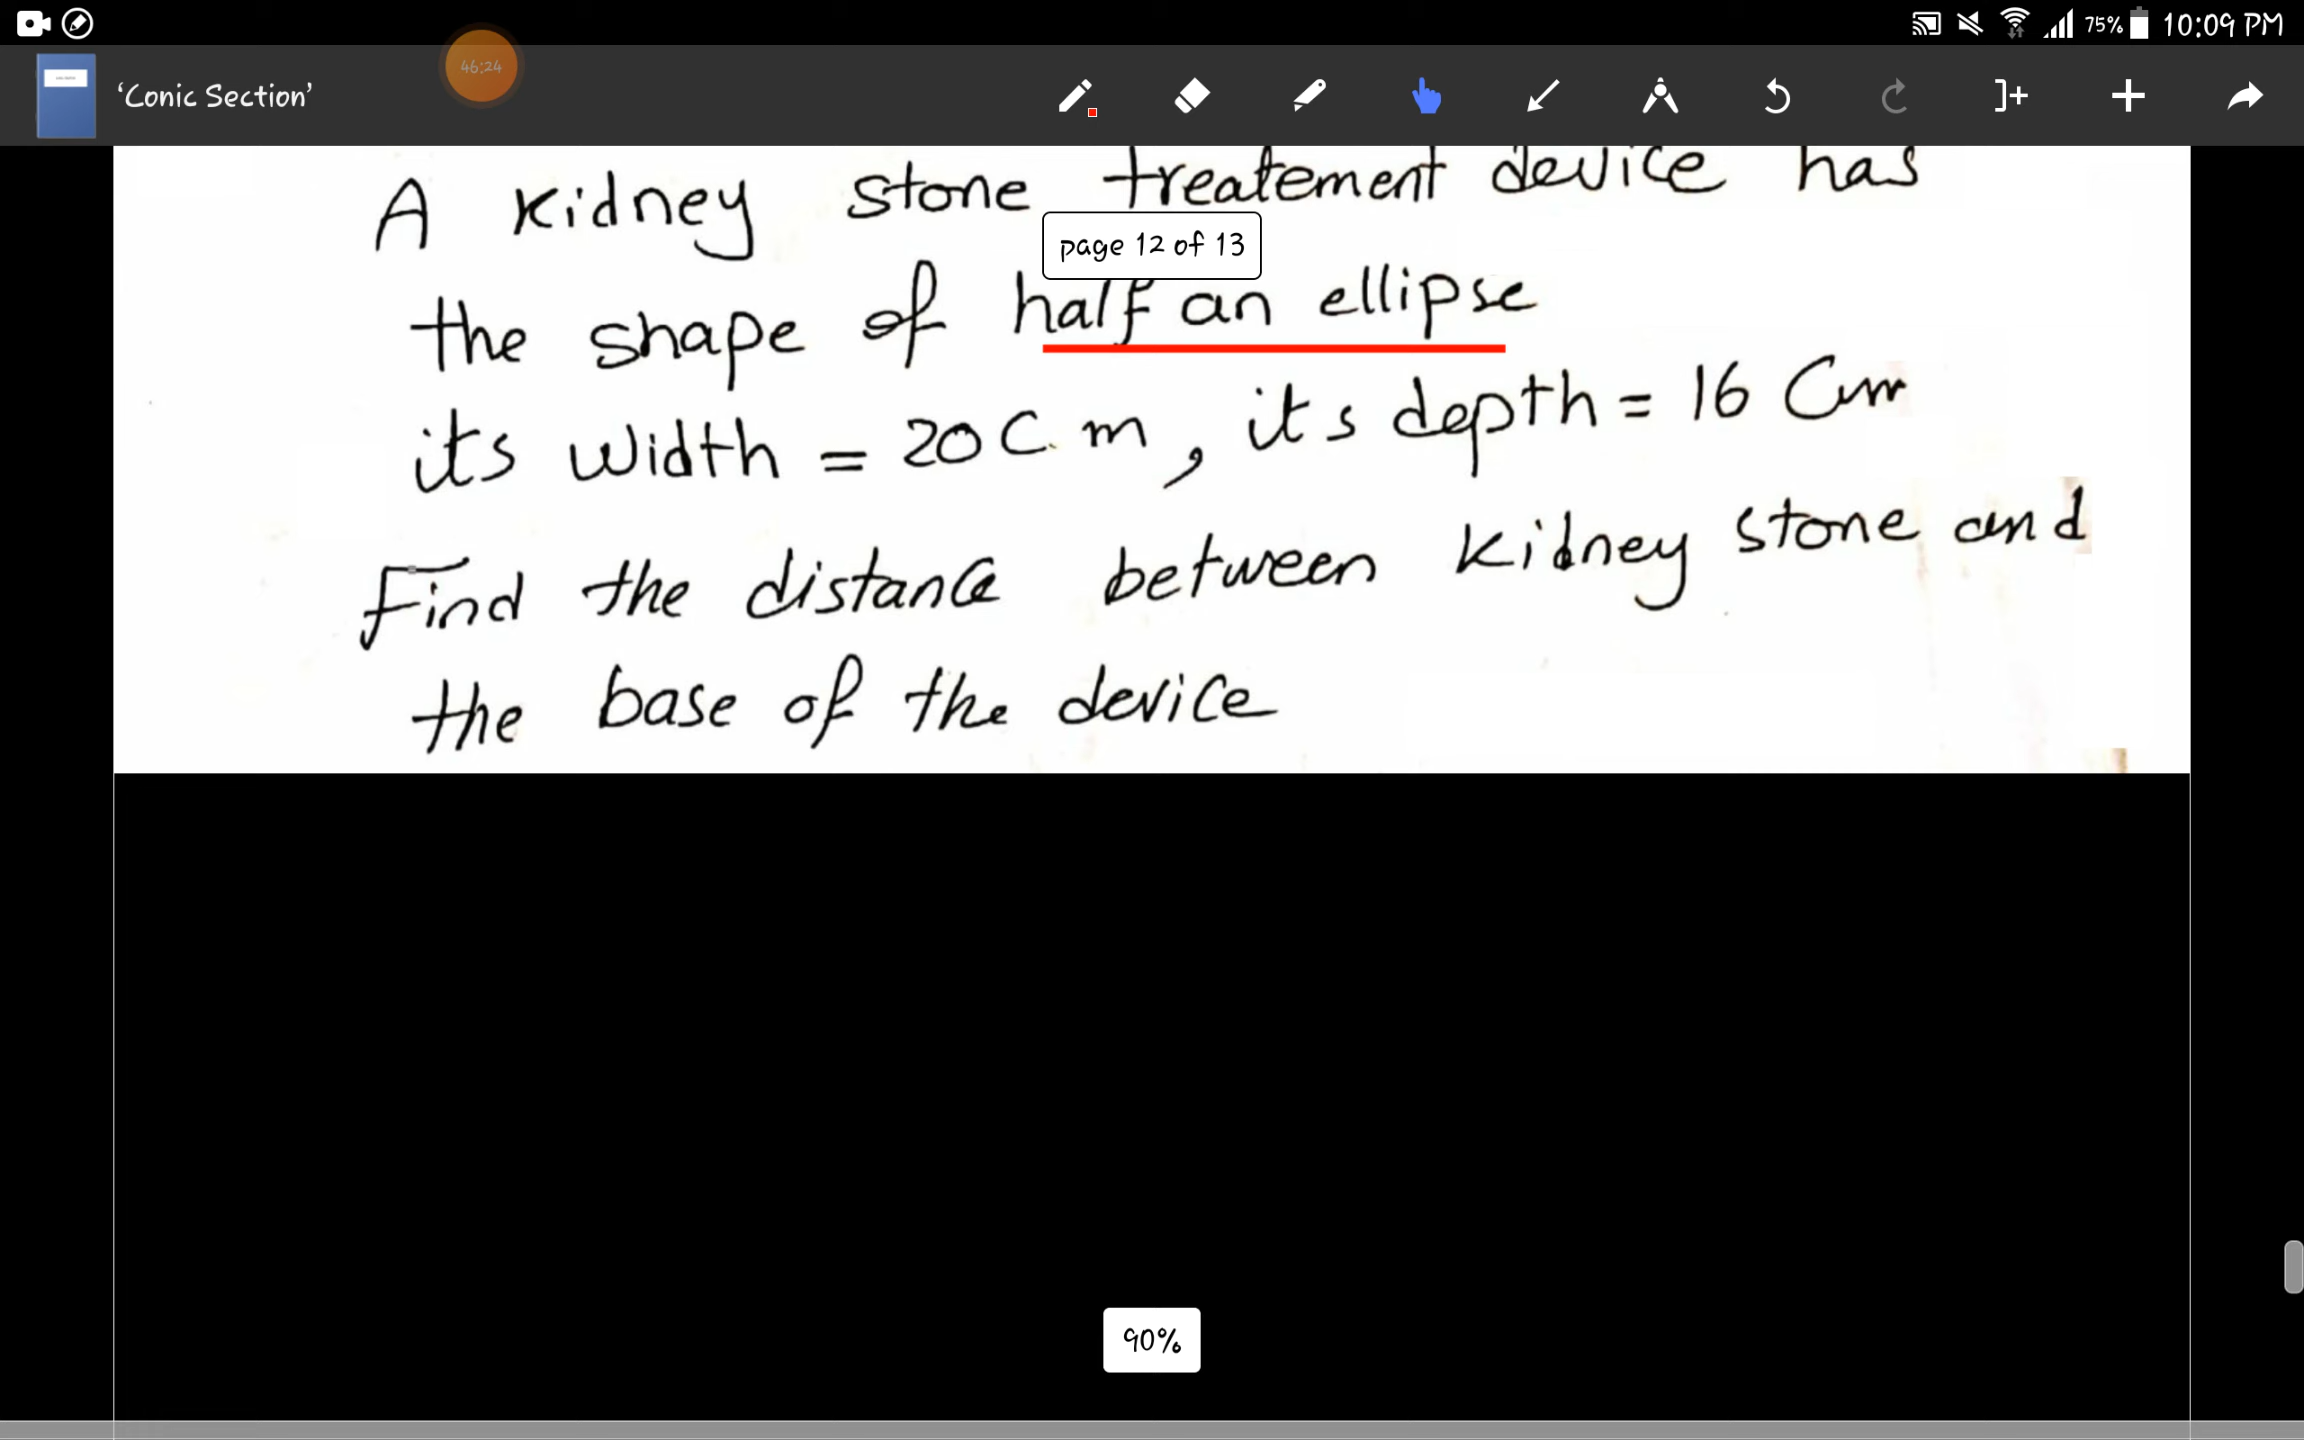 75% 10:09 PM
46:24
‘Conic Section’
A kidney stone treatement device has
page 12 of 13
the shape of half an ellipse
its width = 20 C.m, its depth = 16 Cm
Find the distance between kidney stone and
the base of the device
90%